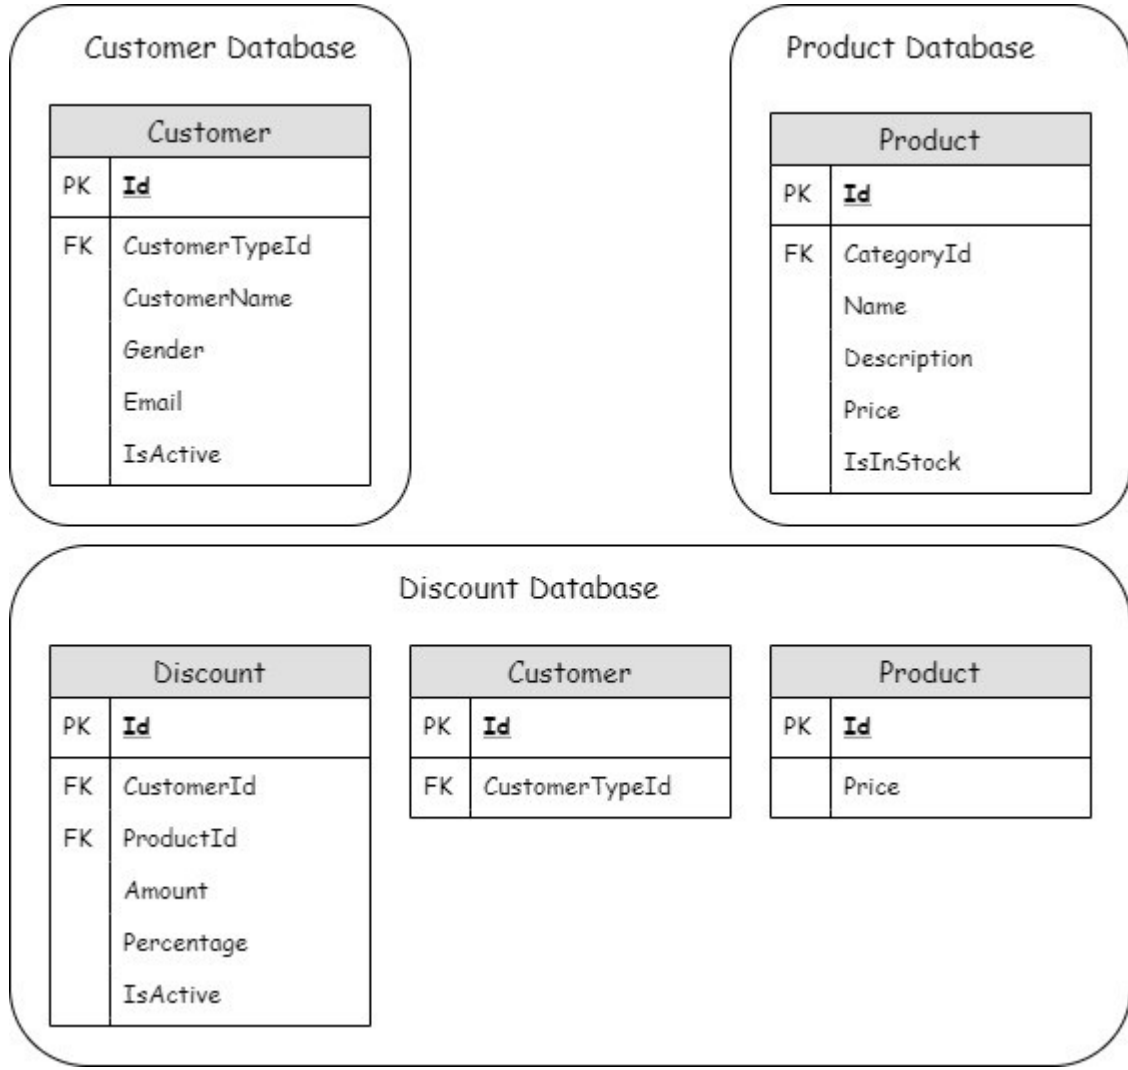 Customer Database
Customer
PK Id
FK CustomerTypeId
CustomerName
Gender
Email
IsActive
Product Database
Product
PK Id
FK CategoryId
Name
Description
Price
IsInStock
Discount Database
Discount
PK Id
FK CustomerId
FK ProductId
Amount
Percentage
IsActive
Customer
PK Id
FK CustomerTypeId
Product
PK Id
Price